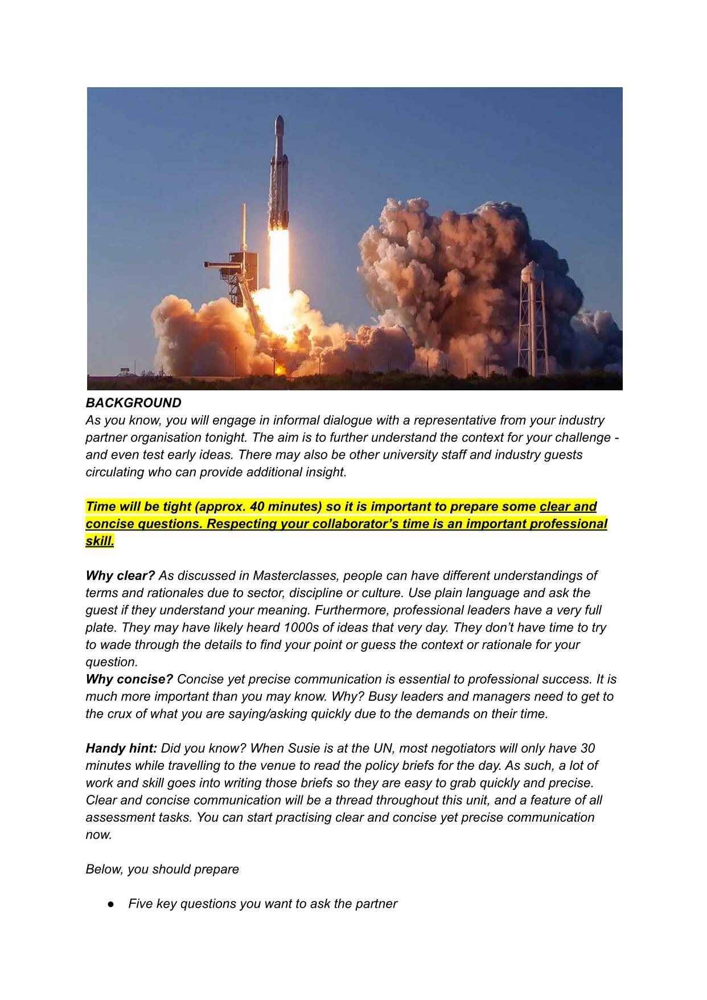 BACKGROUND
As you know, you will engage in informal dialogue with a representative from your industry
partner organisation tonight. The aim is to further understand the context for your challenge -
and even test early ideas. There may also be other university staff and industry guests
circulating who can provide additional insight.
Time will be tight (approx. 40 minutes) so it is important to prepare some clear and
concise questions. Respecting your collaborator’s time is an important professional
skill.
Why clear? As discussed in Masterclasses, people can have different understandings of
terms and rationales due to sector, discipline or culture. Use plain language and ask the
guest if they understand your meaning. Furthermore, professional leaders have a very full
plate. They may have likely heard 1000s of ideas that very day. They don’t have time to try
to wade through the details to find your point or guess the context or rationale for your
question.
Why concise? Concise yet precise communication is essential to professional success. It is
much more important than you may know. Why? Busy leaders and managers need to get to
the crux of what you are saying/asking quickly due to the demands on their time.
Handy hint: Did you know? When Susie is at the UN, most negotiators will only have 30
minutes while travelling to the venue to read the policy briefs for the day. As such, a lot of
work and skill goes into writing those briefs so they are easy to grab quickly and precise.
Clear and concise communication will be a thread throughout this unit, and a feature of all
assessment tasks. You can start practising clear and concise yet precise communication
now.
Below, you should prepare
● Five key questions you want to ask the partner